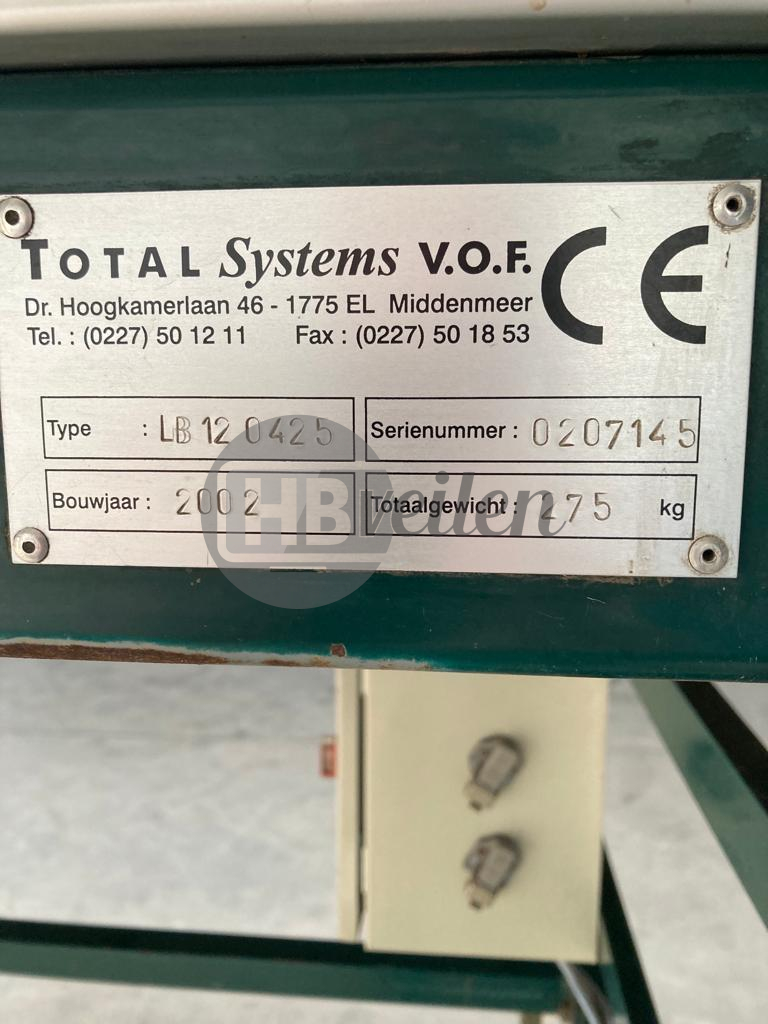 TOTAL Systems V.O.F. CE
Dr. Hoogkamerlaan 46 - 1775 EL Middenmeer
Tel. : (0227) 50 12 11 Fax : (0227) 50 18 53
Type : LB 12 0425 Serienummer : 0207145
Bouwjaar : 2002 Totaalgewicht : 275 kg
HBveilen